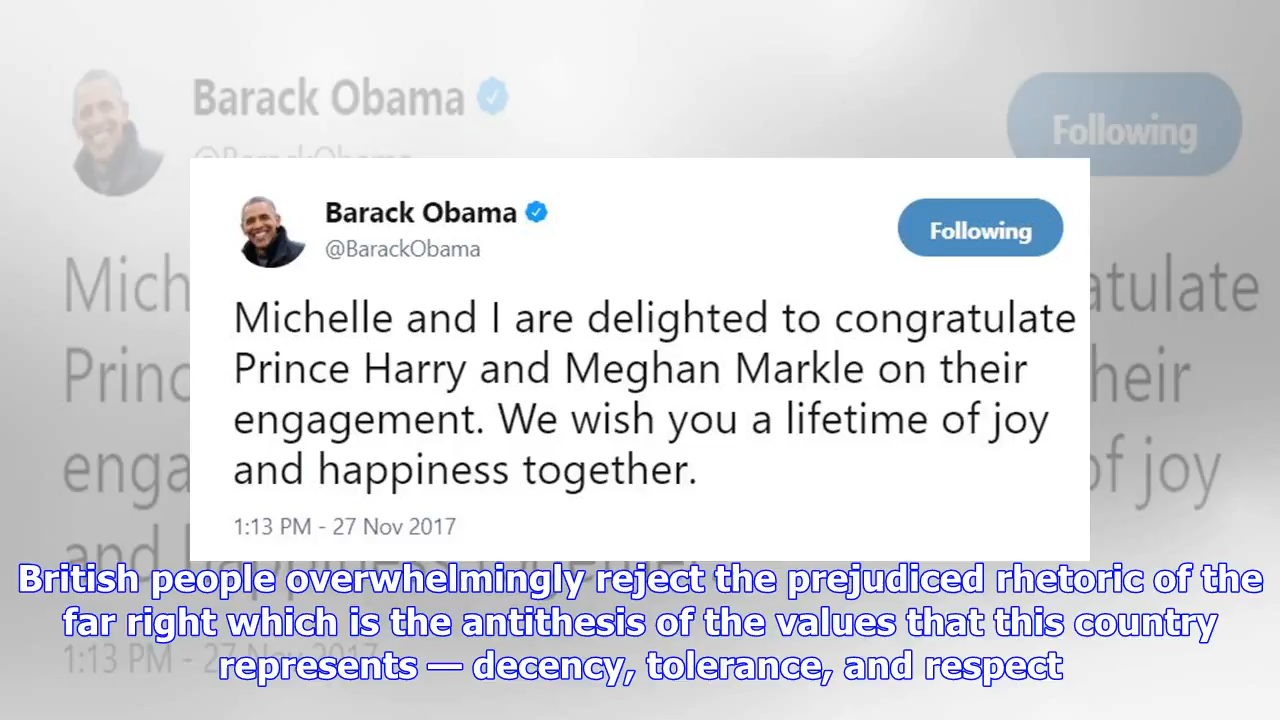 Barack Obama
@BarackObama
Following
Michelle and I are delighted to congratulate
Prince Harry and Meghan Markle on their
engagement. We wish you a lifetime of joy
and happiness together.
1:13 PM - 27 Nov 2017
British people overwhelmingly reject the prejudiced rhetoric of the
far right which is the antithesis of the values that this country
represents — decency, tolerance, and respect
Barack Obama
Following